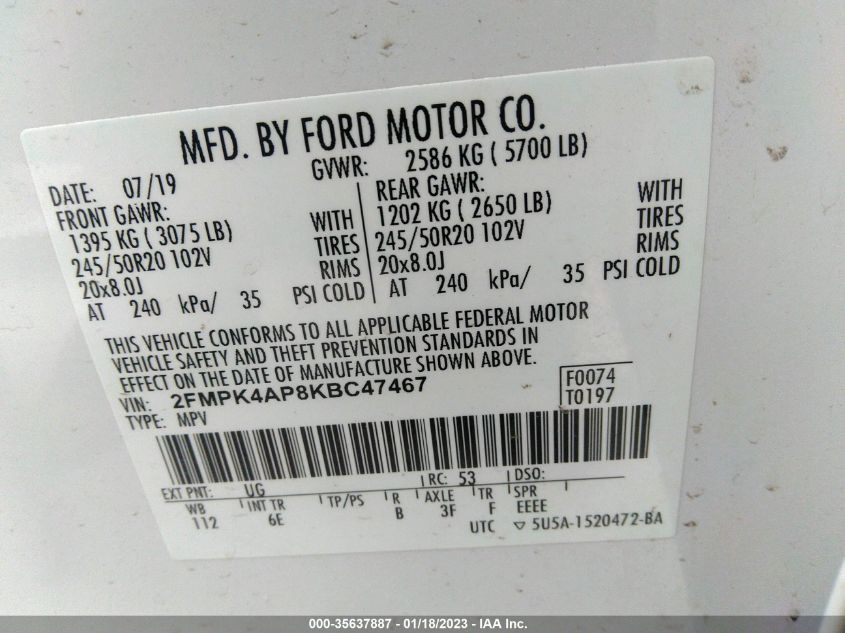 MFD. BY FORD MOTOR CO.
DATE: 07/19 GVWR: 2586 KG ( 5700 LB)
FRONT GAWR: REAR GAWR:
1395 KG ( 3075 LB) WITH 1202 KG ( 2650 LB) WITH
245/50R20 102V TIRES 245/50R20 102V TIRES
20x8.0J RIMS 20x8.0J RIMS
AT 240 kPa/ 35 PSI COLD AT 240 kPa/ 35 PSI COLD
THIS VEHICLE CONFORMS TO ALL APPLICABLE FEDERAL MOTOR
VEHICLE SAFETY AND THEFT PREVENTION STANDARDS IN
EFFECT ON THE DATE OF MANUFACTURE SHOWN ABOVE.
VIN: 2FMPK4AP8KBC47467 F0074
TYPE: MPV T0197
EXT PNT: UG RC: 53 DSO:
WB INT TR TP/PS R AXLE TR SPR
112 6E B 3F F EEEE
UTC ▽ 5U5A-1520472-BA
000-35637887 - 01/18/2023 - IAA Inc.